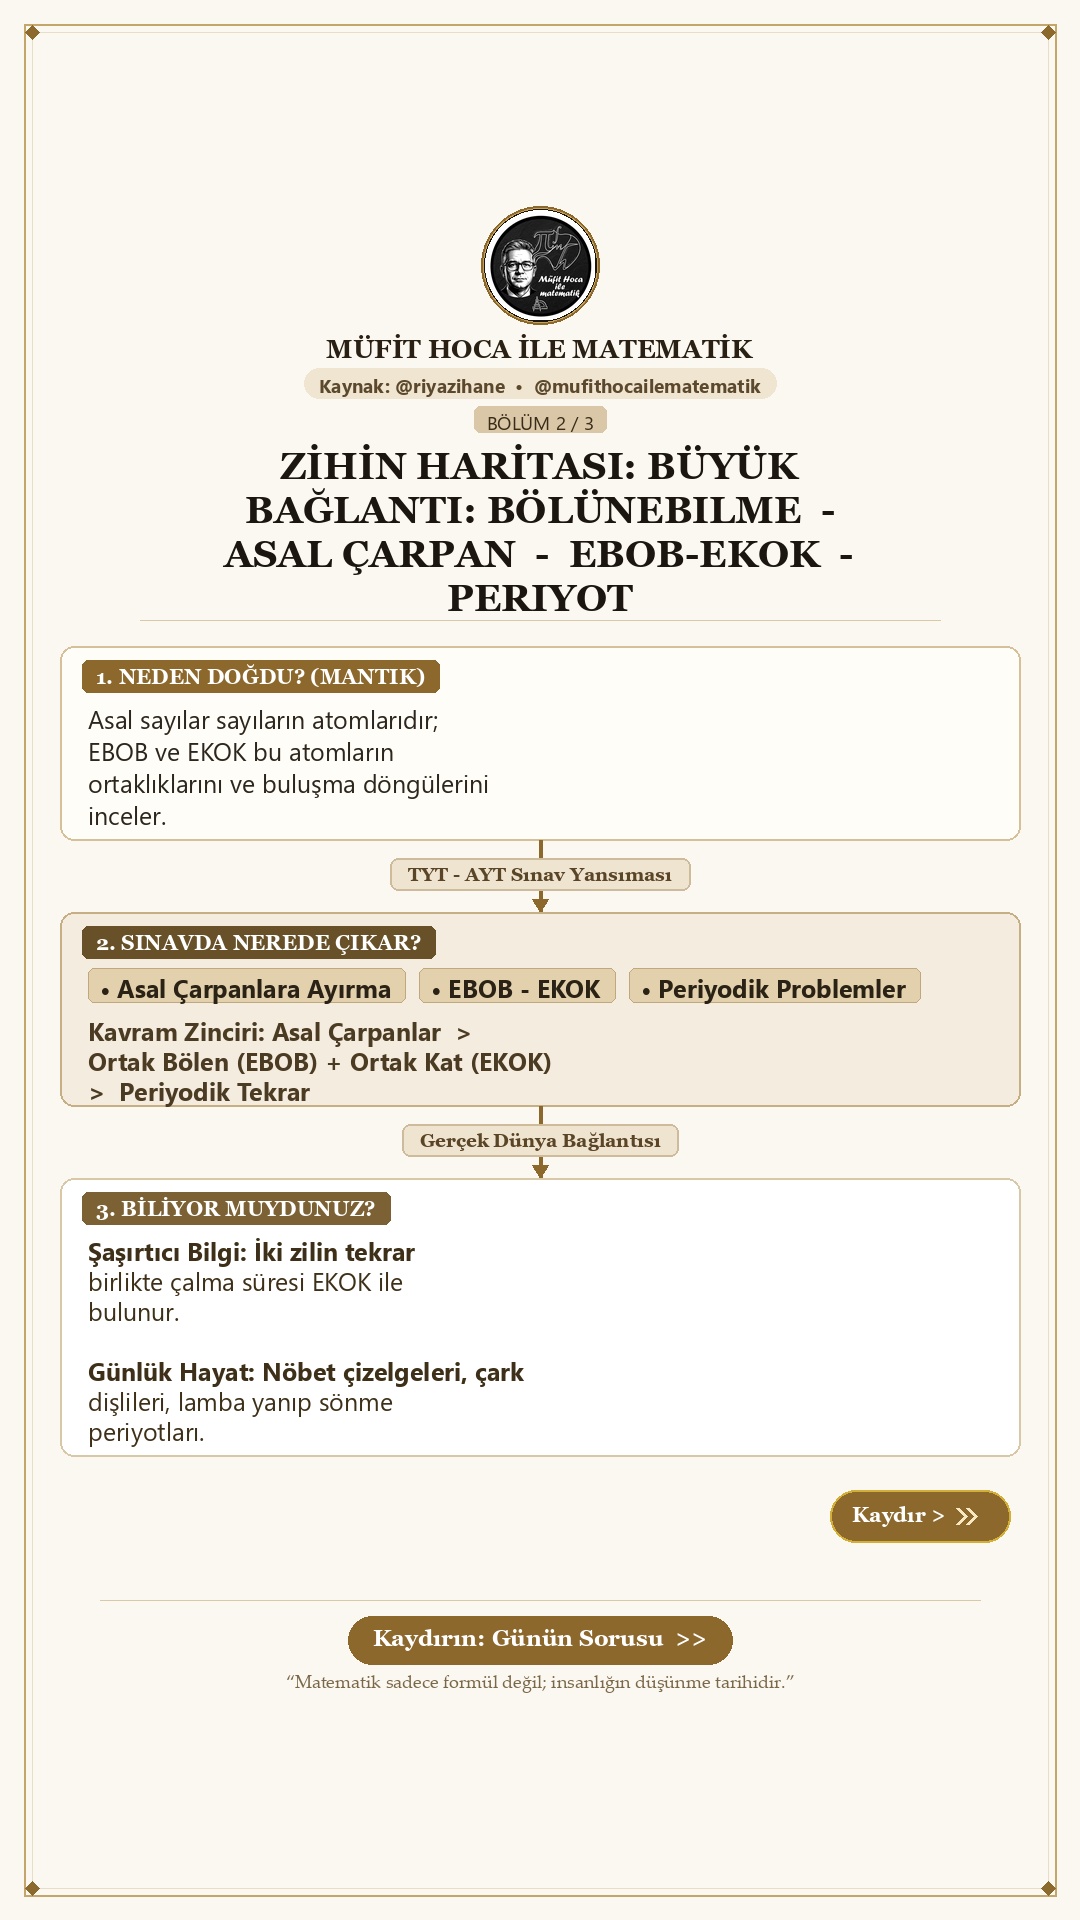 Müfit Hoca
ile
matematik
MÜFİT HOCA İLE MATEMATİK
Kaynak: @riyazihane • @mufithocailematematik
BÖLÜM 2 / 3
ZİHİN HARİTASI: BÜYÜK
BAĞLANTI: BÖLÜNEBILME -
ASAL ÇARPAN - EBOB-EKOK -
PERIYOT
1. NEDEN DOĞDU? (MANTIK)
Asal sayılar sayıların atomlarıdır;
EBOB ve EKOK bu atomların
ortaklıklarını ve buluşma döngülerini
inceler.
TYT - AYT Sınav Yansıması
2. SINAVDA NEREDE ÇIKAR?
• Asal Çarpanlara Ayırma • EBOB - EKOK • Periyodik Problemler
Kavram Zinciri: Asal Çarpanlar >
Ortak Bölen (EBOB) + Ortak Kat (EKOK)
> Periyodik Tekrar
Gerçek Dünya Bağlantısı
3. BİLİYOR MUYDUNUZ?
Şaşırtıcı Bilgi: İki zilin tekrar
birlikte çalma süresi EKOK ile
bulunur.
Günlük Hayat: Nöbet çizelgeleri, çark
dişlileri, lamba yanıp sönme
periyotları.
Kaydır > »
Kaydırın: Günün Sorusu >>
“Matematik sadece formül değil; insanlığın düşünme tarihidir.”